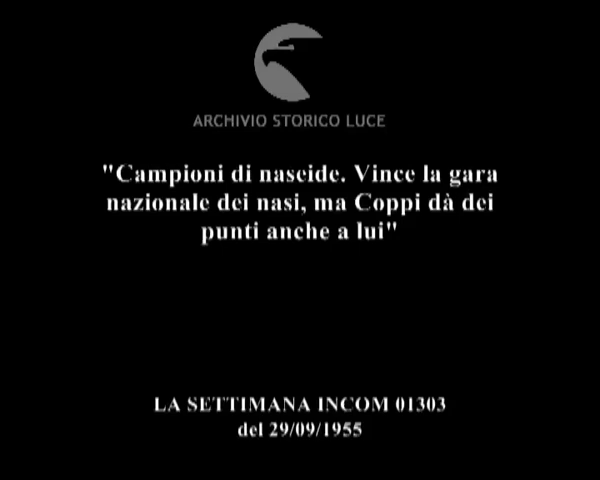 ARCHIVIO STORICO LUCE
"Campioni di naseide. Vince la gara
nazionale dei nasi, ma Coppi dà dei
punti anche a lui"
LA SETTIMANA INCOM 01303
del 29/09/1955